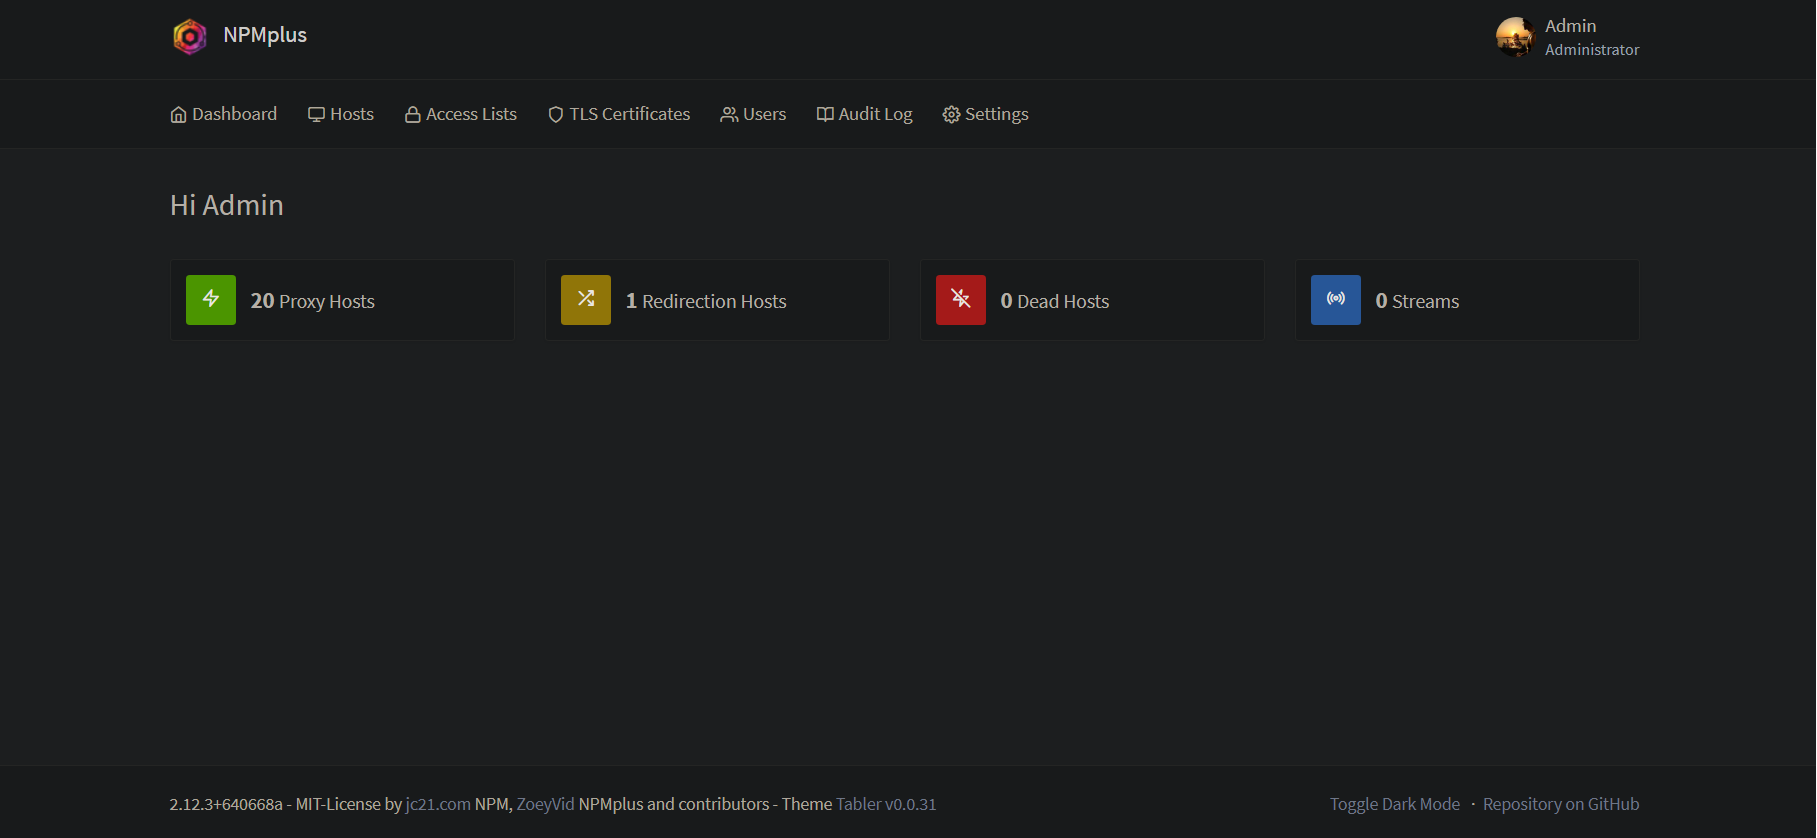 NPMplus
Admin
Administrator
Dashboard Hosts Access Lists TLS Certificates Users Audit Log Settings
Hi Admin
20 Proxy Hosts
1 Redirection Hosts
0 Dead Hosts
0 Streams
2.12.3+640668a - MIT-License by jc21.com NPM, ZoeyVid NPMplus and contributors - Theme Tabler v0.0.31
Toggle Dark Mode · Repository on GitHub